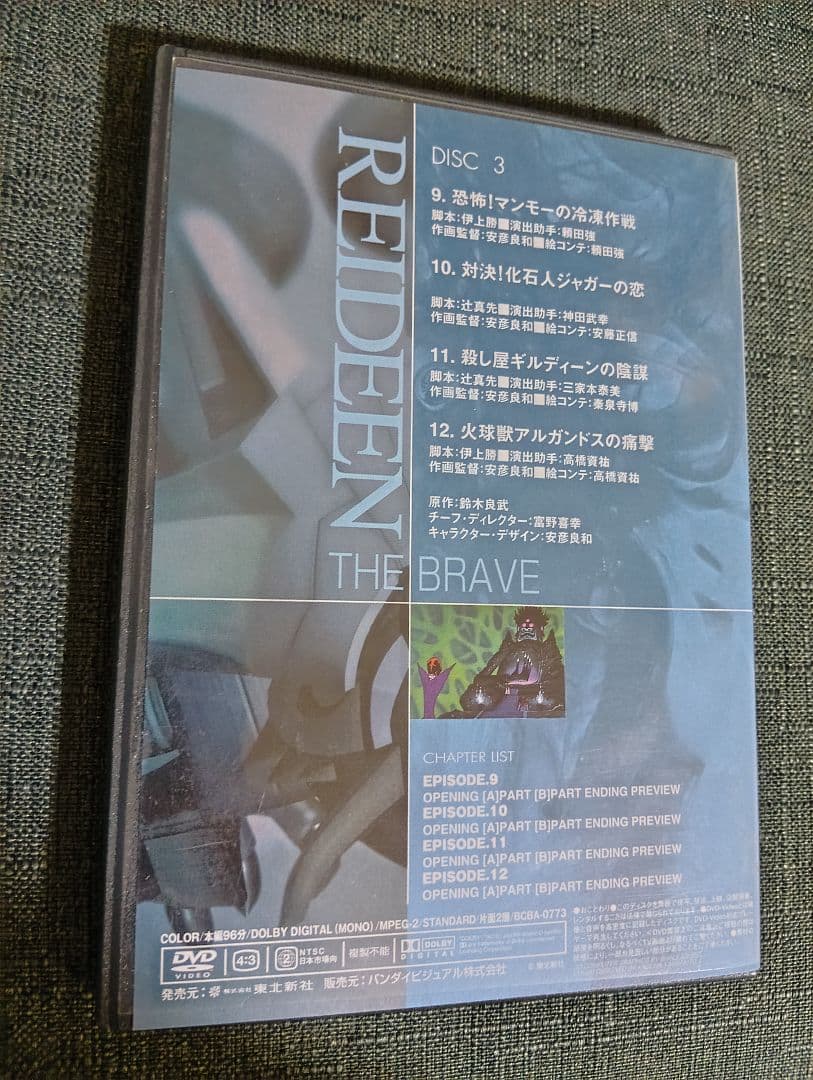 REIDEEN
THE BRAVE
DISC 3
9. 恐怖!マンモーの冷凍作戦
脚本:伊上勝■演出助手:頼田強
作画監督:安彦良和■絵コンテ:頼田強
10. 対決!化石人ジャガーの恋
脚本:辻真先■演出助手:神田武幸
作画監督:安彦良和■絵コンテ:安藤正信
11. 殺し屋ギルディーンの陰謀
脚本:辻真先■演出助手:三家本泰美
作画監督:安彦良和■絵コンテ:秦泉寺博
12. 火球獣アルガンドスの痛撃
脚本:伊上勝■演出助手:高橋資祐
作画監督:安彦良和■絵コンテ:高橋資祐
原作:鈴木良武
チーフ・ディレクター:富野喜幸
キャラクター・デザイン:安彦良和
CHAPTER LIST
EPISODE.9
OPENING [A]PART [B]PART ENDING PREVIEW
EPISODE.10
OPENING [A]PART [B]PART ENDING PREVIEW
EPISODE.11
OPENING [A]PART [B]PART ENDING PREVIEW
EPISODE.12
OPENING [A]PART [B]PART ENDING PREVIEW
COLOR/本編96分/DOLBY DIGITAL (MONO)/MPEG-2/STANDARD/片面2層/BCBA-0773
DVD VIDEO
4:3
2 NTSC 日本市場向
複製不能
DOLBY DIGITAL
© 東北新社
発売元: 株式会社 東北新社 販売元:バンダイビジュアル株式会社